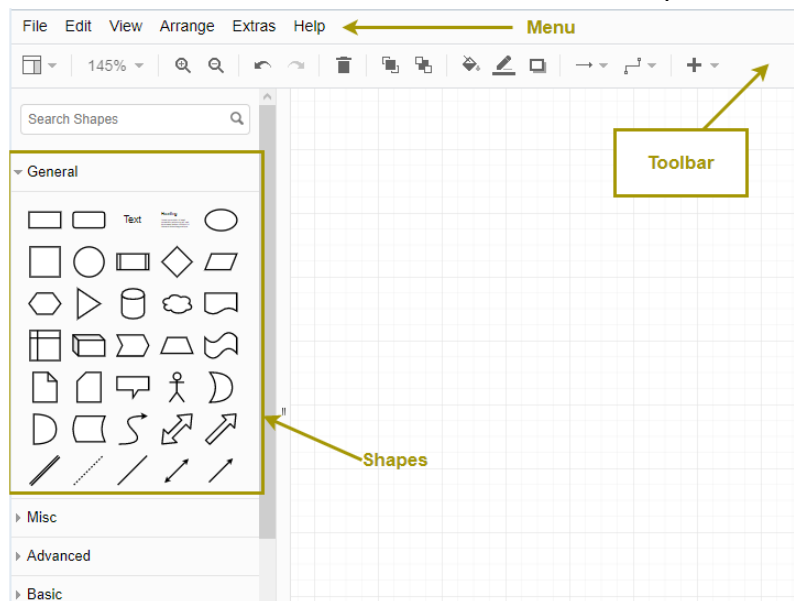 File Edit View Arrange Extras Help Menu
145%
Search Shapes
Toolbar
General
Text Heading
Shapes
Misc
Advanced
Basic